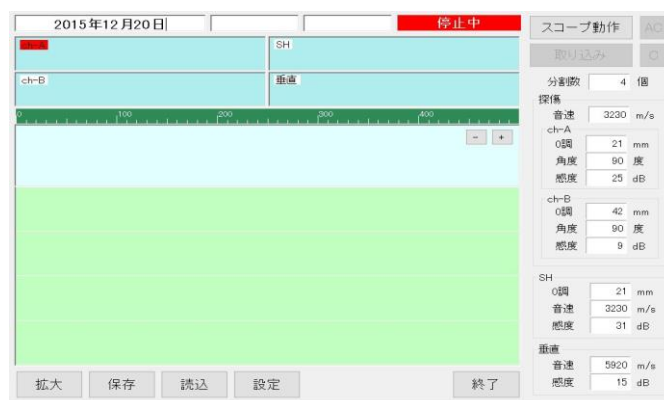 2015年12月20日
停止中
スコープ動作
AC
取り込み
C
ch-A
SH
ch-B
垂直
分割数 4 個
探傷
音速 3230 m/s
ch-A
0調 21 mm
角度 90 度
感度 25 dB
ch-B
0調 42 mm
角度 90 度
感度 9 dB
SH
0調 21 mm
音速 3230 m/s
感度 31 dB
垂直
音速 5920 m/s
感度 15 dB
0 100 200 300 400
- +
拡大 保存 読込 設定 終了